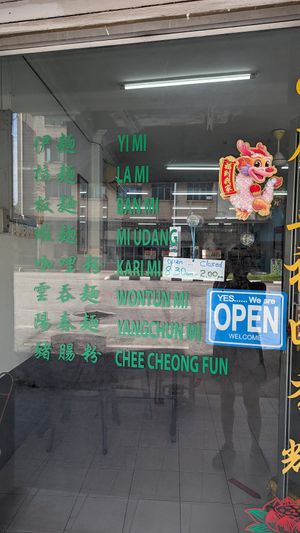 伊麵 YI MI
拉麵 LA MI
板麵 BAN MI
蝦麵 MI UDANG
咖哩粉 KARI MI
雲吞麵 WONTUN MI
陽春麵 YANGCHUN MI
豬腸粉 CHEE CHEONG FUN
Open Closed
8.30am - 2.00pm
YES..... We are
OPEN
WELCOME